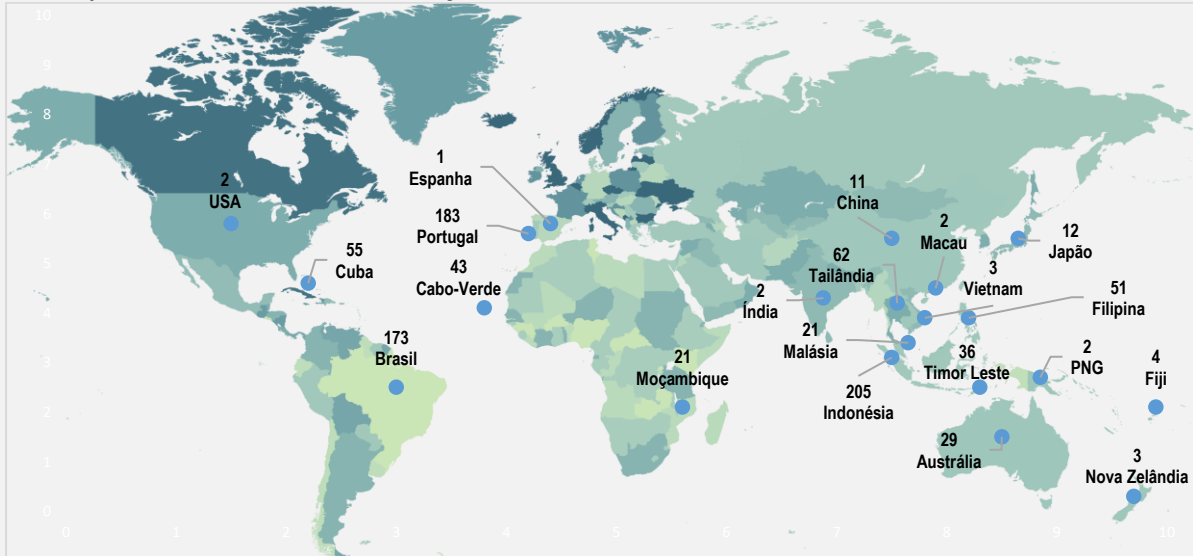 10
9
8
7
6
5
4
3
2
1
0
0 1 2 3 4 5 6 7 8 9 10
2
USA
55
Cuba
173
Brasil
1
Espanha
183
Portugal
43
Cabo-Verde
21
Moçambique
11
China
2
Macau
12
Japão
62
Tailândia
3
Vietnam
51
Filipina
2
Índia
21
Malásia
205
Indonésia
36
Timor Leste
2
PNG
4
Fiji
29
Austrália
3
Nova Zelândia